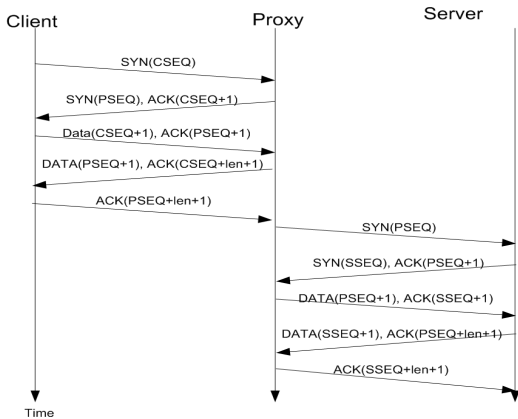 Client
Proxy
Server
SYN(CSEQ)
SYN(PSEQ), ACK(CSEQ+1)
Data(CSEQ+1), ACK(PSEQ+1)
DATA(PSEQ+1), ACK(CSEQ+len+1)
ACK(PSEQ+len+1)
SYN(PSEQ)
SYN(SSEQ), ACK(PSEQ+1)
DATA(PSEQ+1), ACK(SSEQ+1)
DATA(SSEQ+1), ACK(PSEQ+len+1)
ACK(SSEQ+len+1)
Time